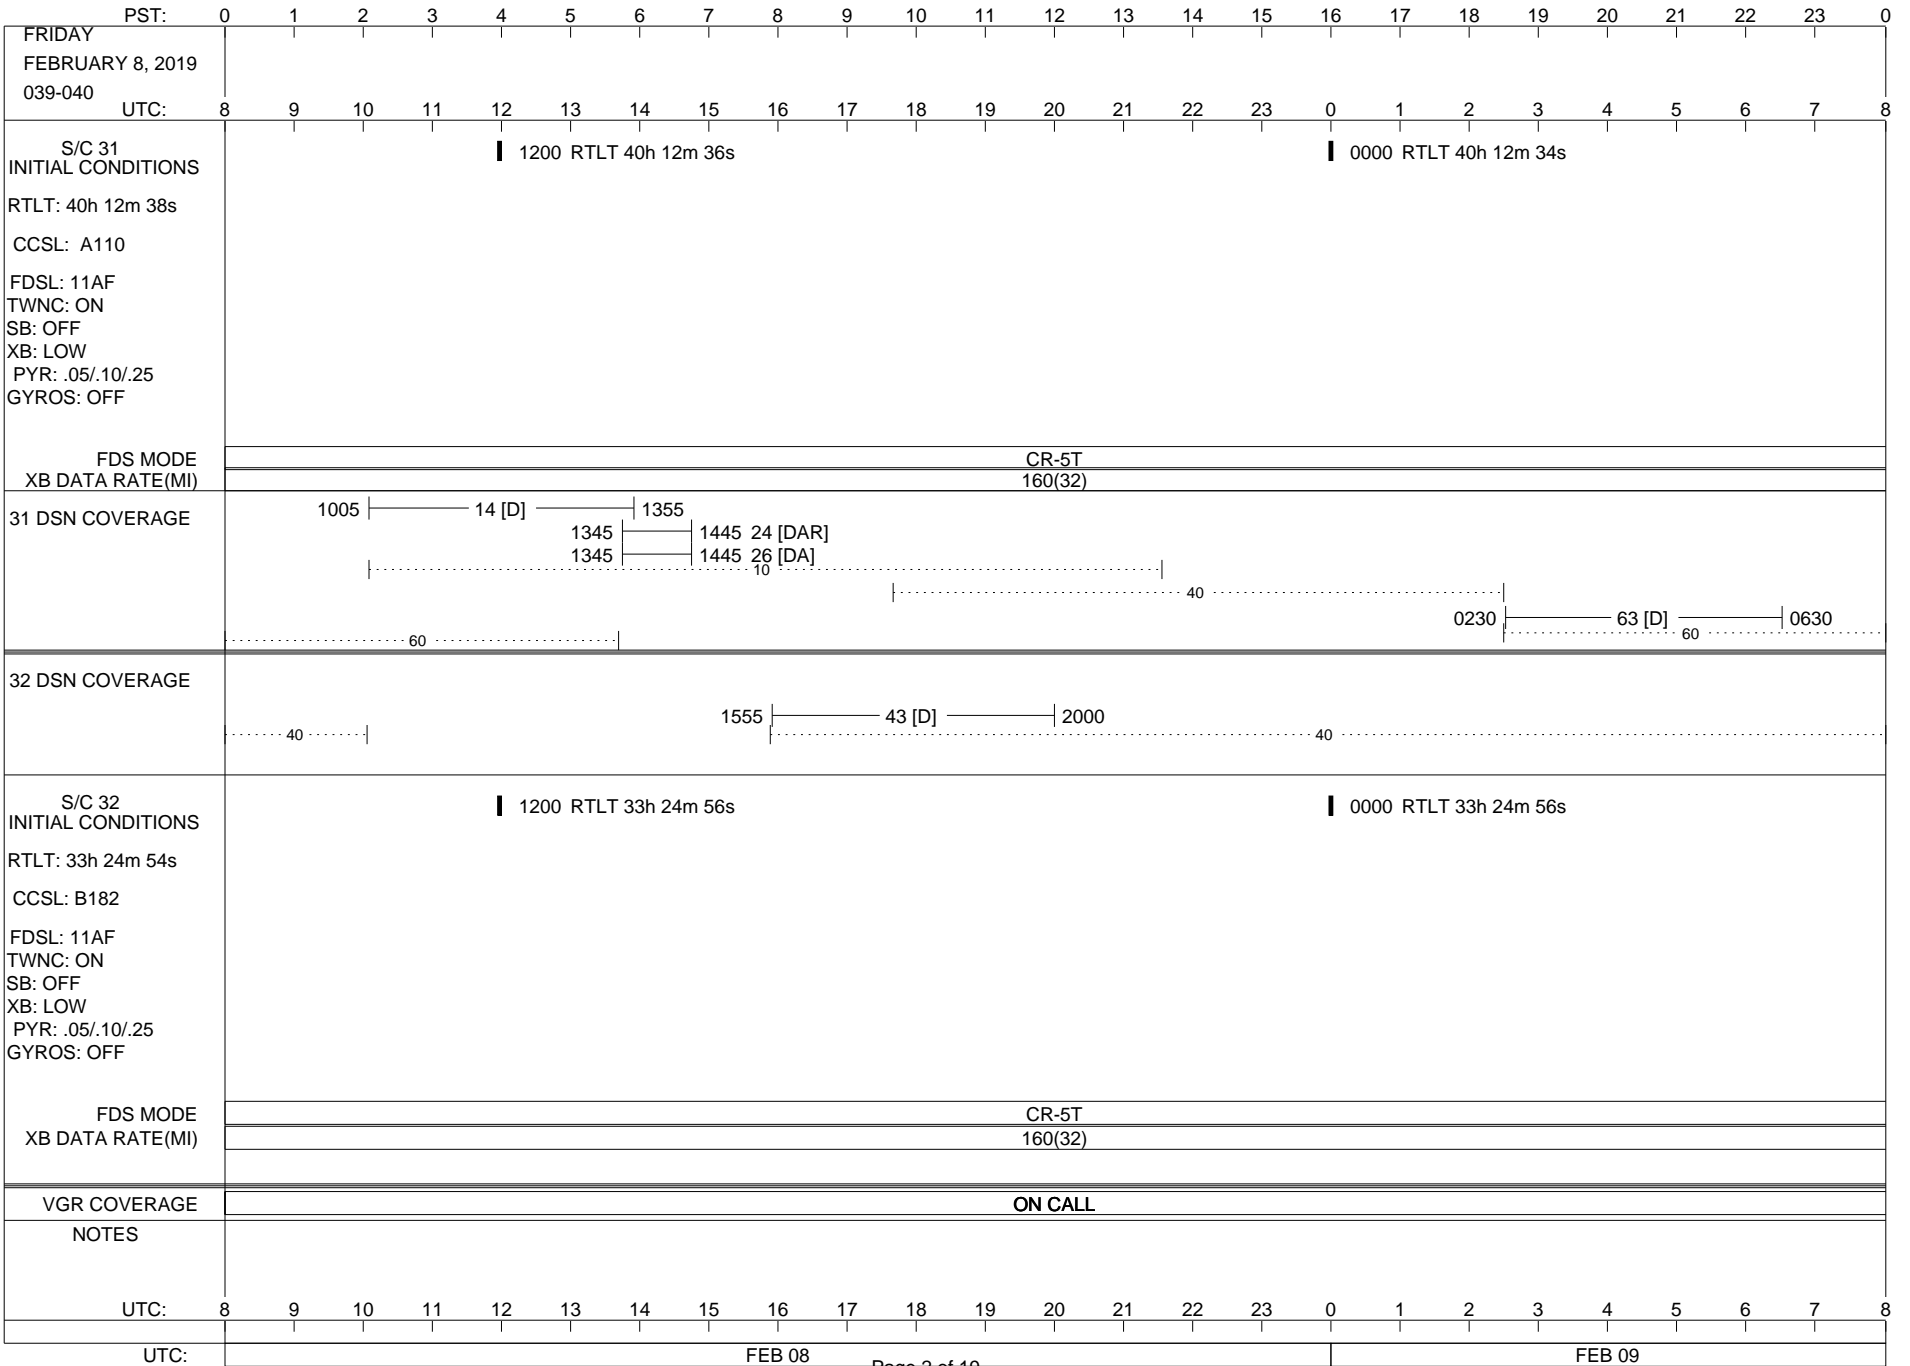 PST: 0 1 2 3 4 5 6 7 8 9 10 11 12 13 14 15 16 17 18 19 20 21 22 23 0
FRIDAY
FEBRUARY 8, 2019
039-040
UTC: 8 9 10 11 12 13 14 15 16 17 18 19 20 21 22 23 0 1 2 3 4 5 6 7 8
S/C 31
INITIAL CONDITIONS
1200 RTLT 40h 12m 36s
0000 RTLT 40h 12m 34s
RTLT: 40h 12m 38s
CCSL: A110
FDSL: 11AF
TWNC: ON
SB: OFF
XB: LOW
PYR: .05/.10/.25
GYROS: OFF
FDS MODE CR-5T
XB DATA RATE(MI) 160(32)
31 DSN COVERAGE
1005 14 [D] 1355
1345 1445 24 [DAR]
1345 1445 26 [DA]
10
40
0230 63 [D] 0630
60 60
32 DSN COVERAGE
1555 43 [D] 2000
40 40
S/C 32
INITIAL CONDITIONS
1200 RTLT 33h 24m 56s
0000 RTLT 33h 24m 56s
RTLT: 33h 24m 54s
CCSL: B182
FDSL: 11AF
TWNC: ON
SB: OFF
XB: LOW
PYR: .05/.10/.25
GYROS: OFF
FDS MODE CR-5T
XB DATA RATE(MI) 160(32)
VGR COVERAGE ON CALL
NOTES
UTC: 8 9 10 11 12 13 14 15 16 17 18 19 20 21 22 23 0 1 2 3 4 5 6 7 8
UTC: FEB 08 FEB 09